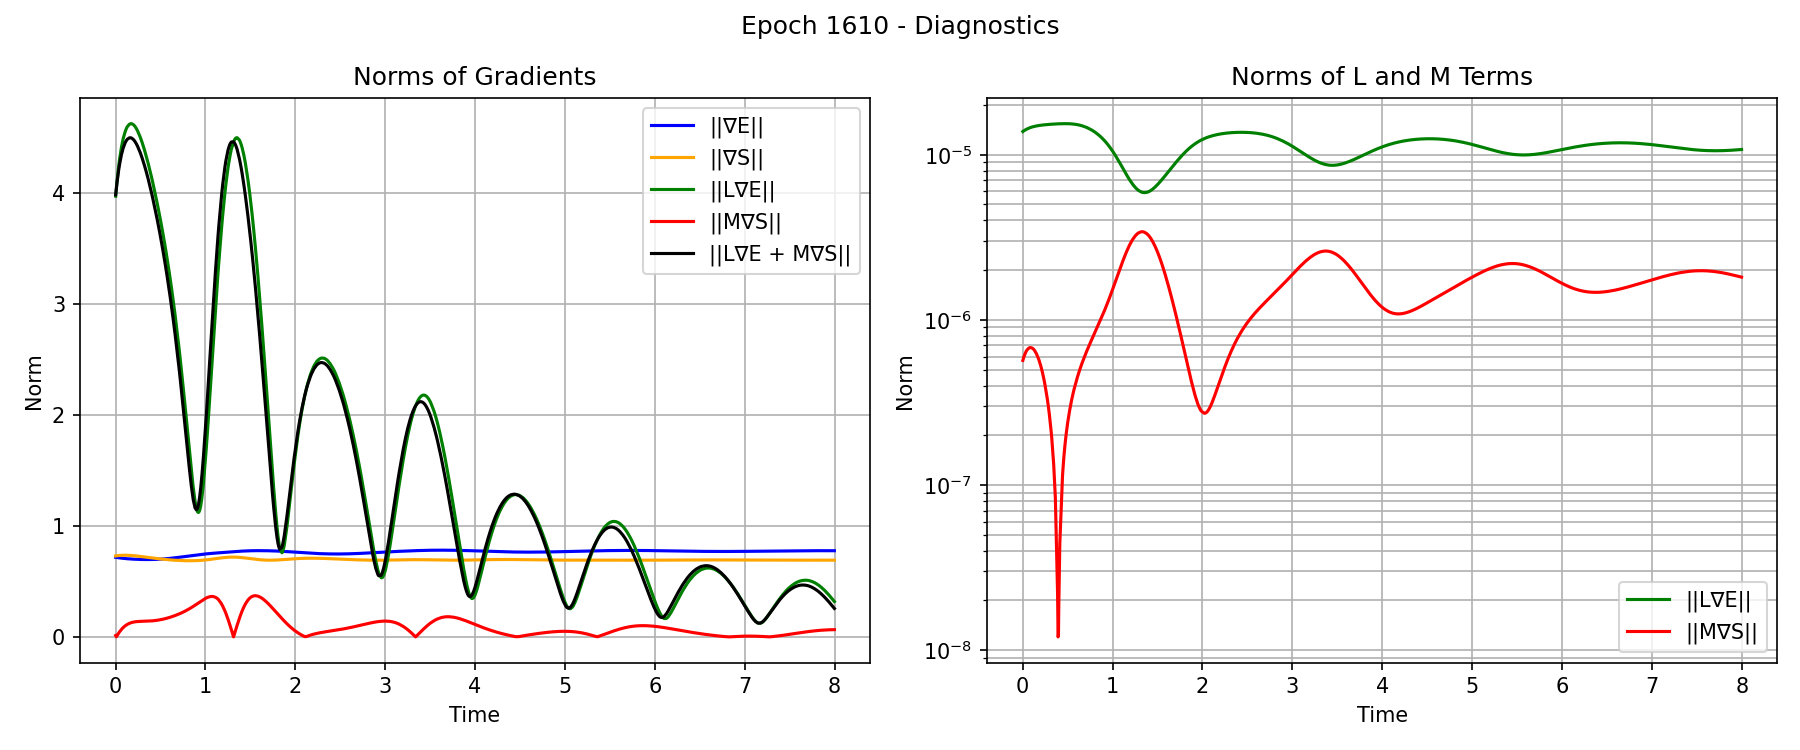 Epoch 1610 - Diagnostics
Norms of Gradients
Norm
4
3
2
1
0
||∇E||
||∇S||
||L∇E||
||M∇S||
||L∇E + M∇S||
0 1 2 3 4 5 6 7 8
Time
Norms of L and M Terms
Norm
10⁻⁵
10⁻⁶
10⁻⁷
10⁻⁸
||L∇E||
||M∇S||
0 1 2 3 4 5 6 7 8
Time